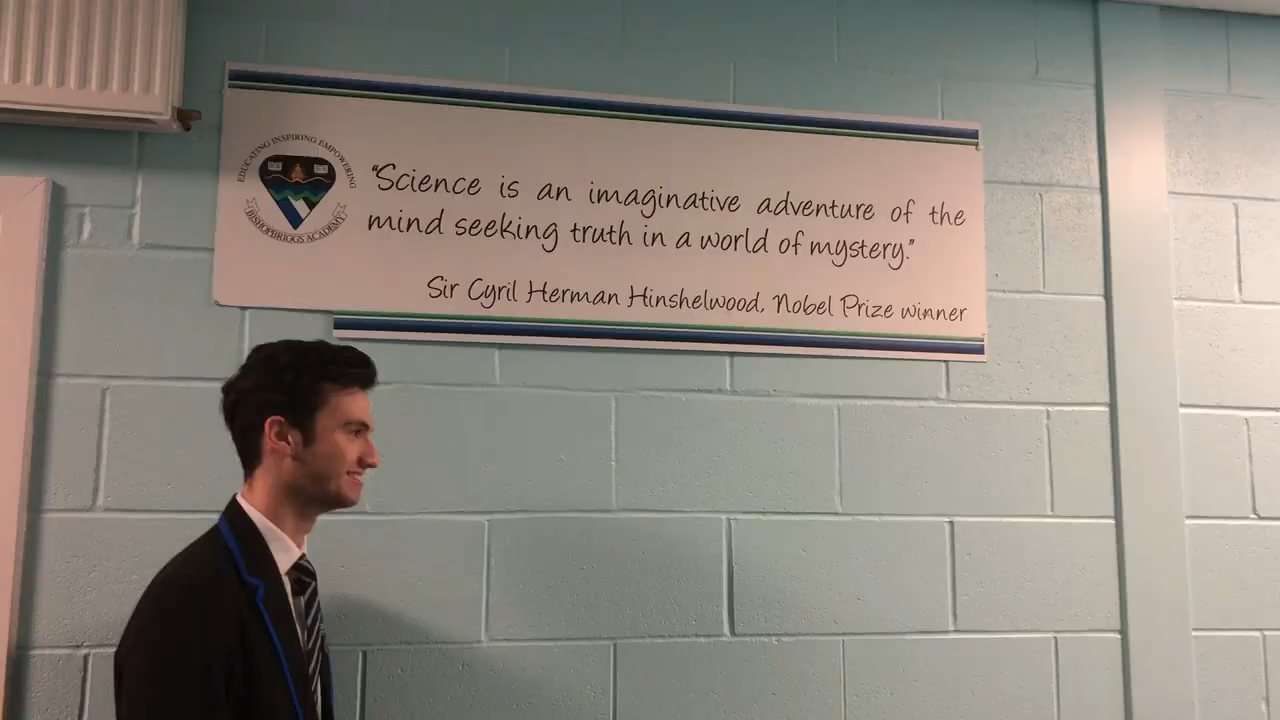 EDUCATING INSPIRING EMPOWERING
BISHOPBRIGGS ACADEMY
"Science is an imaginative adventure of the
mind seeking truth in a world of mystery."
Sir Cyril Herman Hinshelwood, Nobel Prize winner